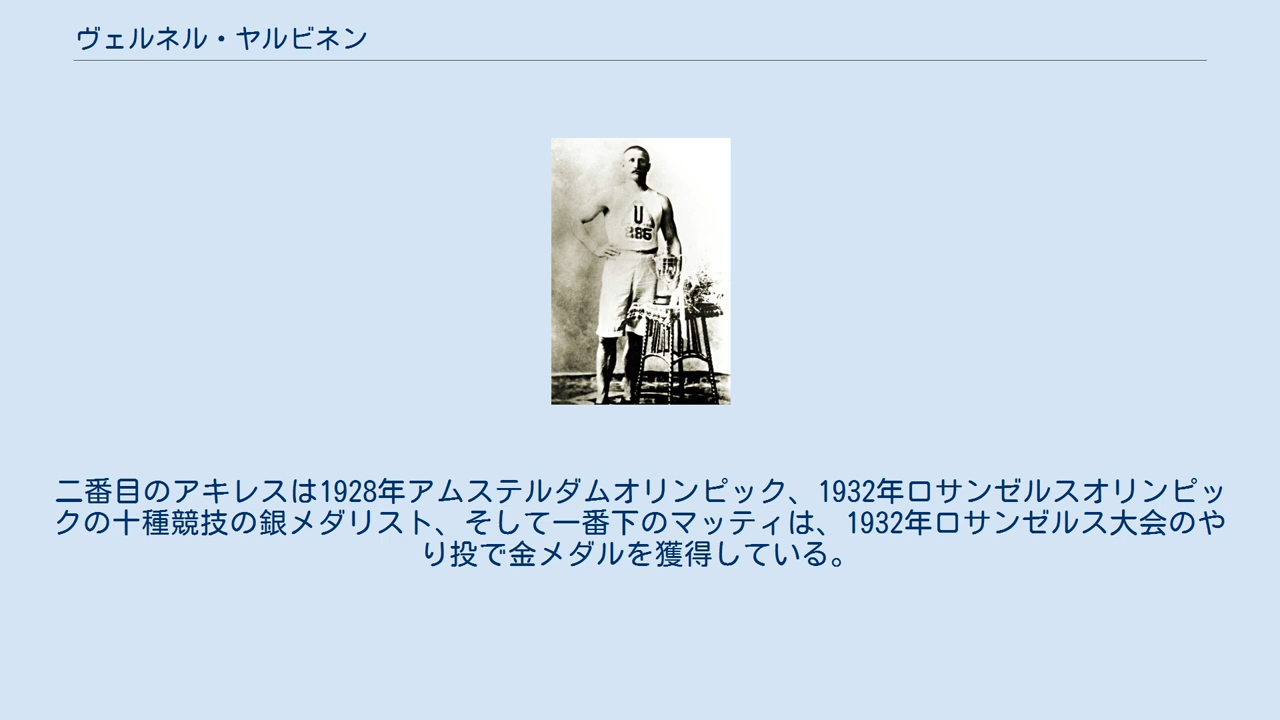 ヴェルネル・ヤルビネン
U
285
二番目のアキレスは1928年アムステルダムオリンピック、1932年ロサンゼルスオリンピッ
クの十種競技の銀メダリスト、そして一番下のマッティは、1932年ロサンゼルス大会のや
り投で金メダルを獲得している。